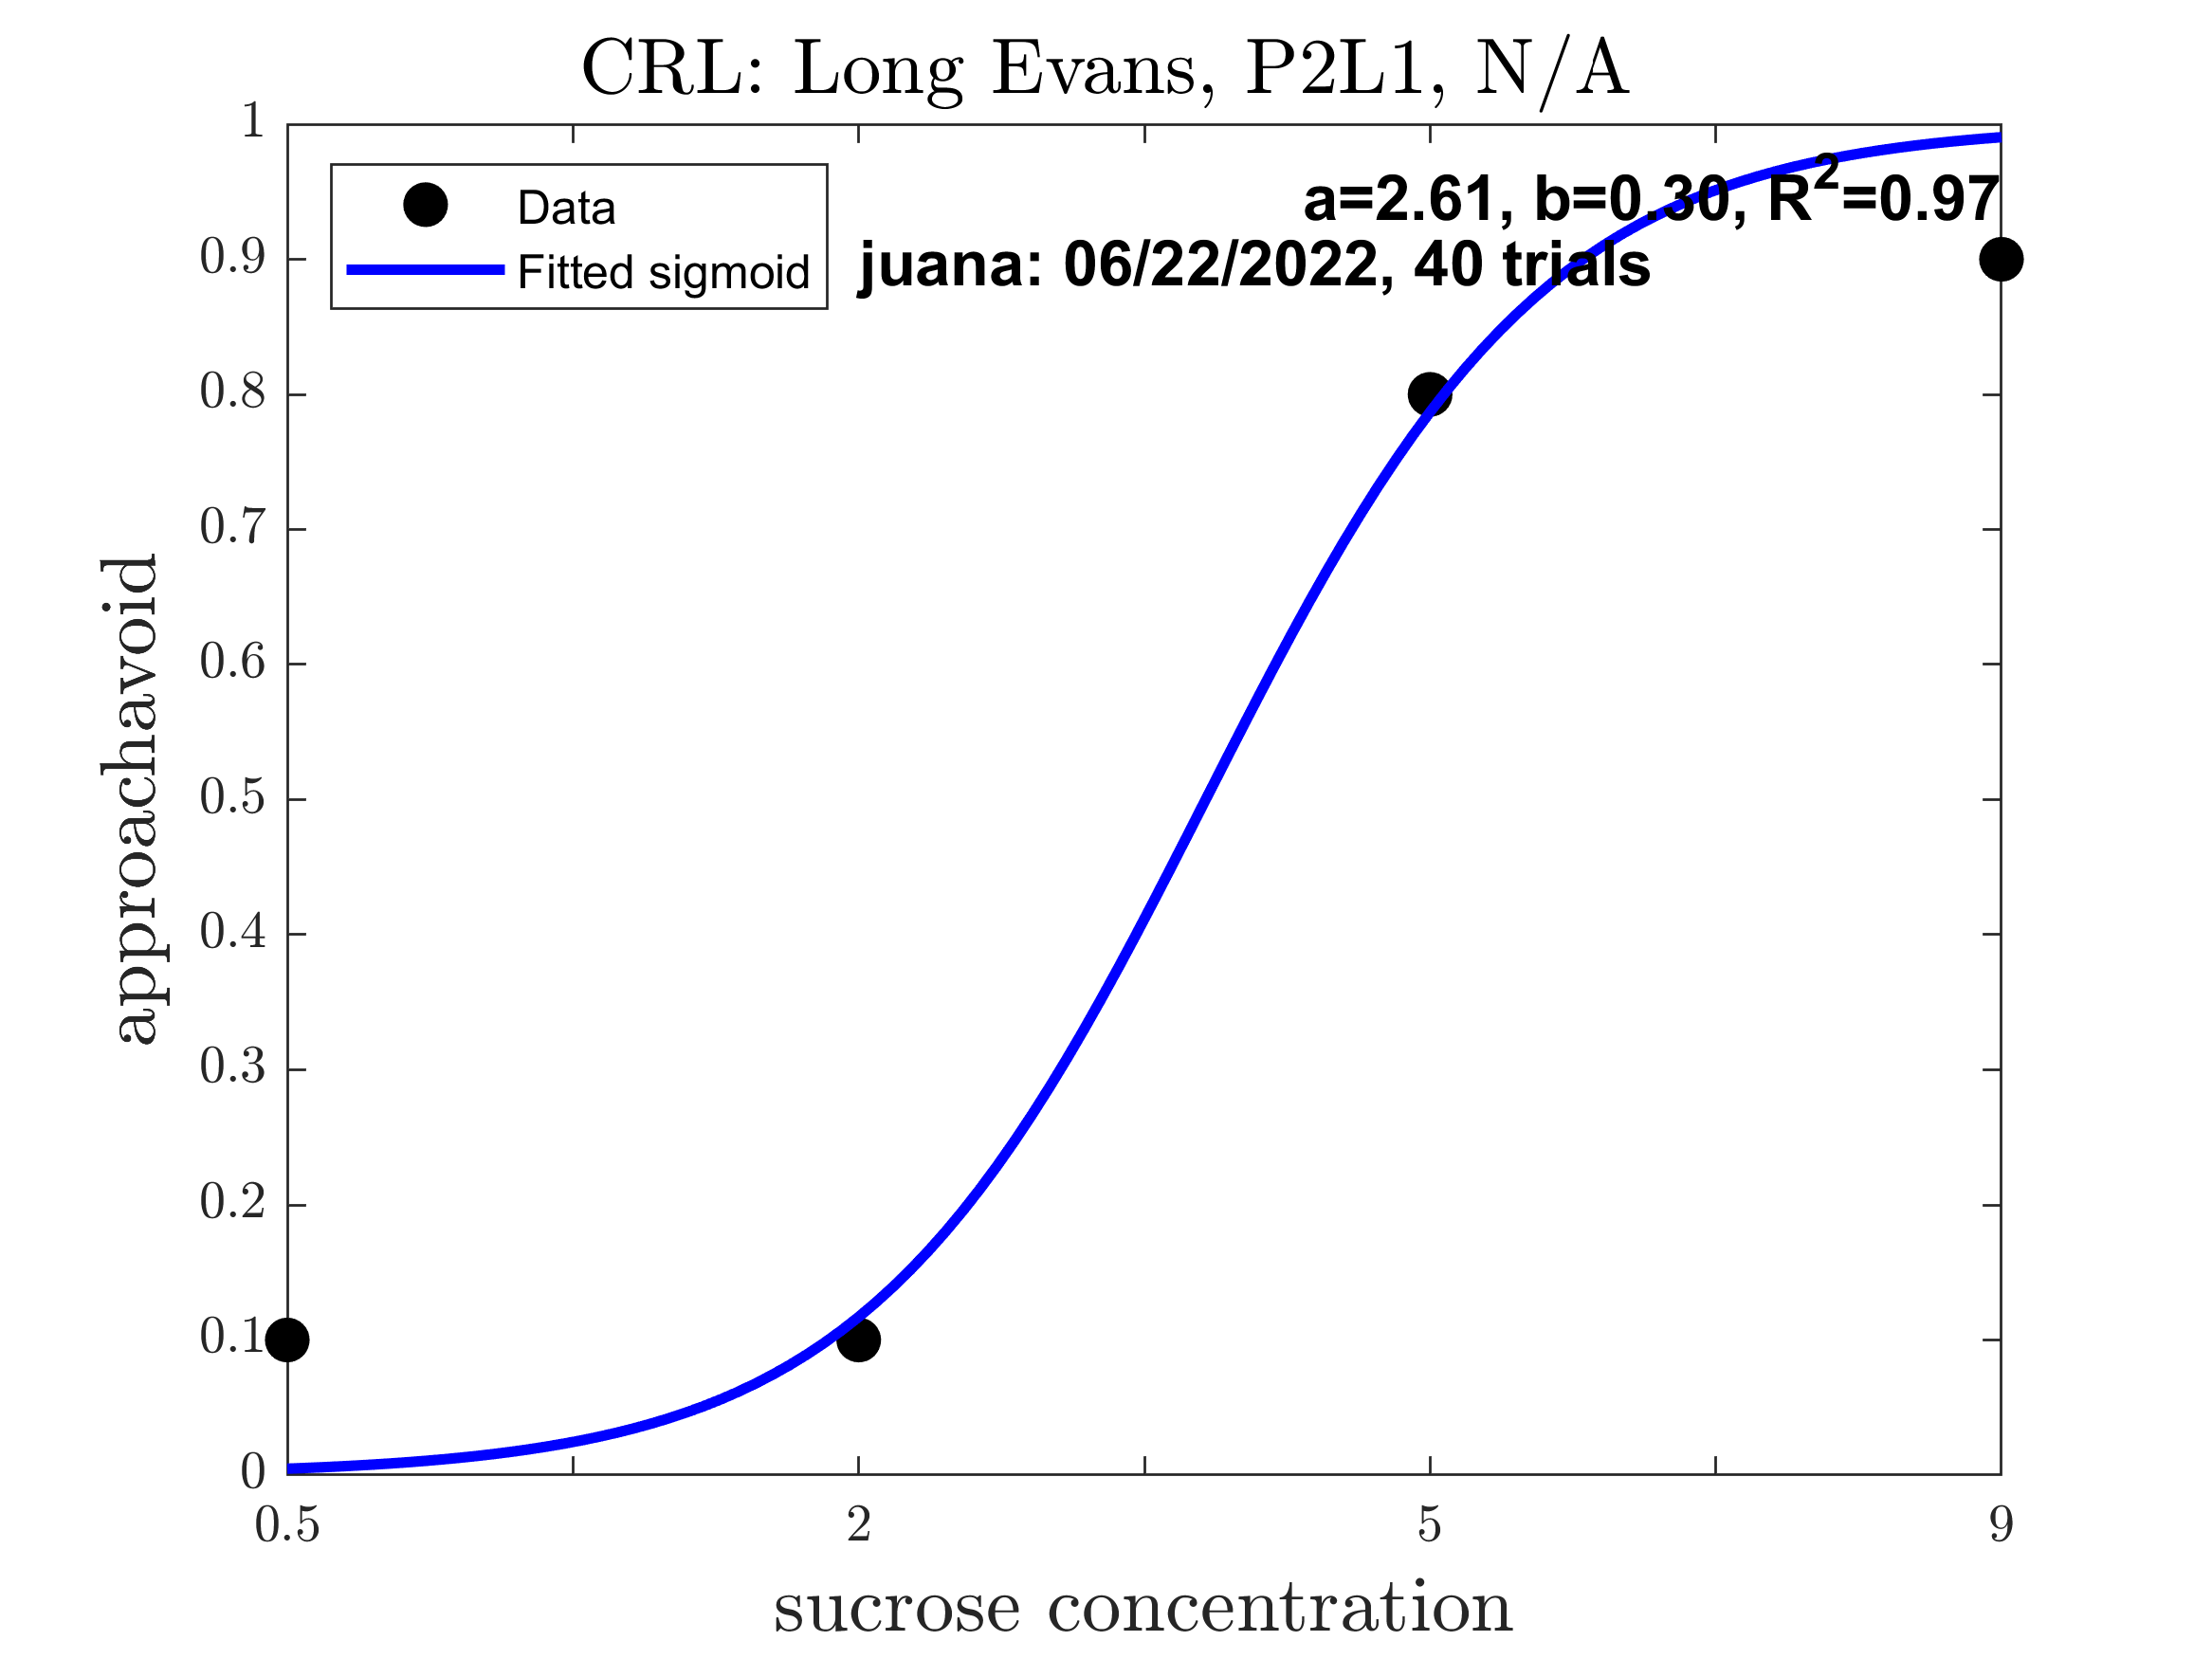 CRL: Long Evans, P2L1, N/A
Data
Fitted sigmoid
a=2.61, b=0.30, R²=0.97
juana: 06/22/2022, 40 trials
approachavoid
1
0.9
0.8
0.7
0.6
0.5
0.4
0.3
0.2
0.1
0
0.5 2 5 9
sucrose concentration